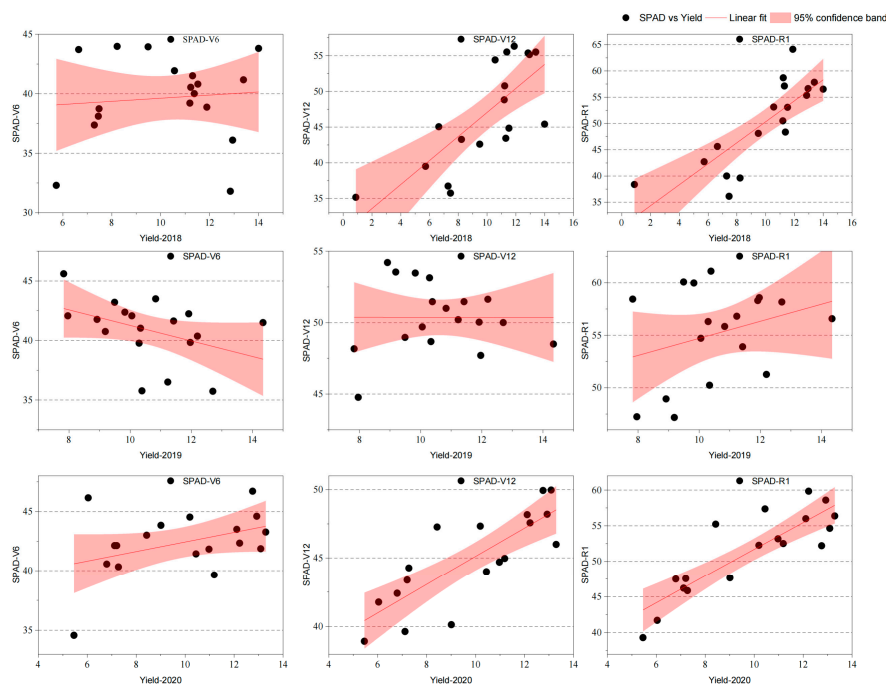 SPAD vs Yield Linear fit 95% confidence band
SPAD-V6 SPAD-V12 SPAD-R1
45
40
35
30
6 8 10 12 14
SPAD-V6
Yield-2018
55
50
45
40
35
0 2 4 6 8 10 12 14 16
SPAD-V12
Yield-2018
65
60
55
50
45
40
35
0 2 4 6 8 10 12 14 16
SPAD-R1
Yield-2018
SPAD-V6 SPAD-V12 SPAD-R1
45
40
35
8 10 12 14
SPAD-V6
Yield-2019
55
50
45
8 10 12 14
SPAD-V12
Yield-2019
60
55
50
8 10 12 14
SPAD-R1
Yield-2019
SPAD-V6 SPAD-V12 SPAD-R1
45
40
35
4 6 8 10 12 14
SPAD-V6
Yield-2020
50
45
40
4 6 8 10 12 14
SFAD-V12
Yield-2020
60
55
50
45
40
4 6 8 10 12 14
SPAD-R1
Yield-2020